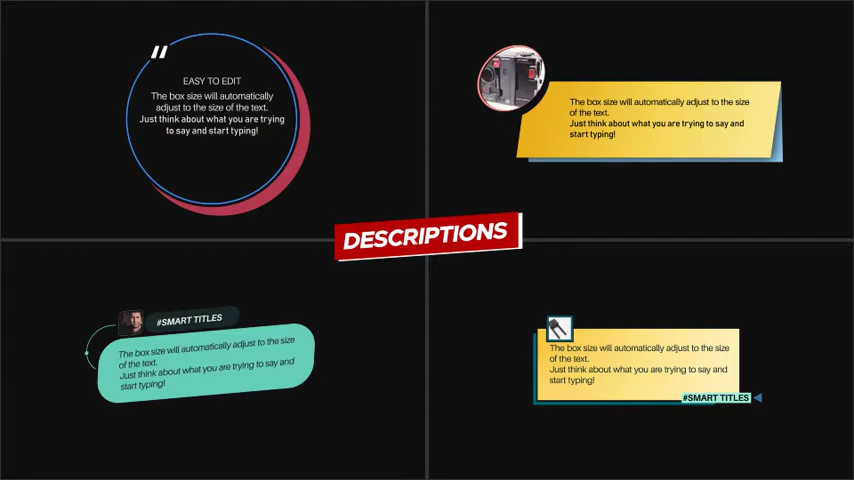 EASY TO EDIT
The box size will automatically
adjust to the size of the text.
Just think about what you are trying
to say and start typing!
The box size will automatically adjust to the size
of the text.
Just think about what you are trying to say and
start typing!
DESCRIPTIONS
#SMART TITLES
The box size will automatically adjust to the size
of the text.
Just think about what you are trying to say and
start typing!
The box size will automatically adjust to the size
of the text.
Just think about what you are trying to say and
start typing!
#SMART TITLES